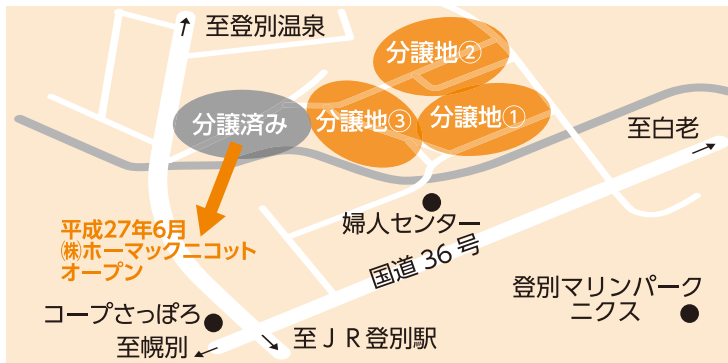 至登別温泉
分譲地②
分譲済み
分譲地③
分譲地①
至白老
平成27年6月
㈱ホーマックニコット
オープン
婦人センター
国道36号
登別マリンパーク
ニクス
コープさっぽろ
至幌別
至ＪＲ登別駅